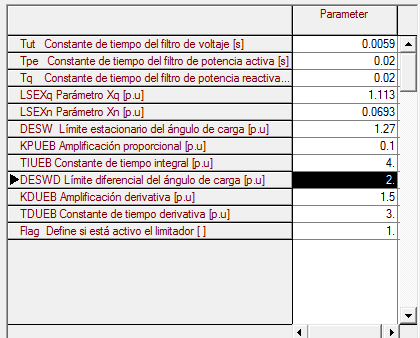 Parameter
Tut Constante de tiempo del filtro de voltaje [s] 0.0059
Tpe Constante de tiempo del filtro de potencia activa [s] 0.02
Tq Constante de tiempo del filtro de potencia reactiva... 0.02
LSEXq Parámetro Xq [p.u] 1.113
LSEXn Parámetro Xn [p.u] 0.0693
DESW Límite estacionario del ángulo de carga [p.u] 1.27
KPUEB Amplificación proporcional [p.u] 0.1
TIUEB Constante de tiempo integral [p.u] 4.
DESWD Límite diferencial del ángulo de carga [p.u] 2.
KDUEB Amplificación derivativa [p.u] 1.5
TDUEB Constante de tiempo derivativa [p.u] 3.
Flag Define si está activo el limitador [ ] 1.